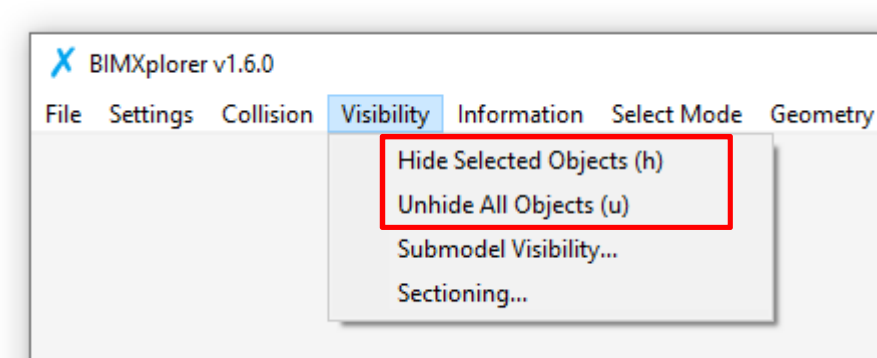 BIMXplorer v1.6.0
File Settings Collision Visibility Information Select Mode Geometry
Hide Selected Objects (h)
Unhide All Objects (u)
Submodel Visibility...
Sectioning...